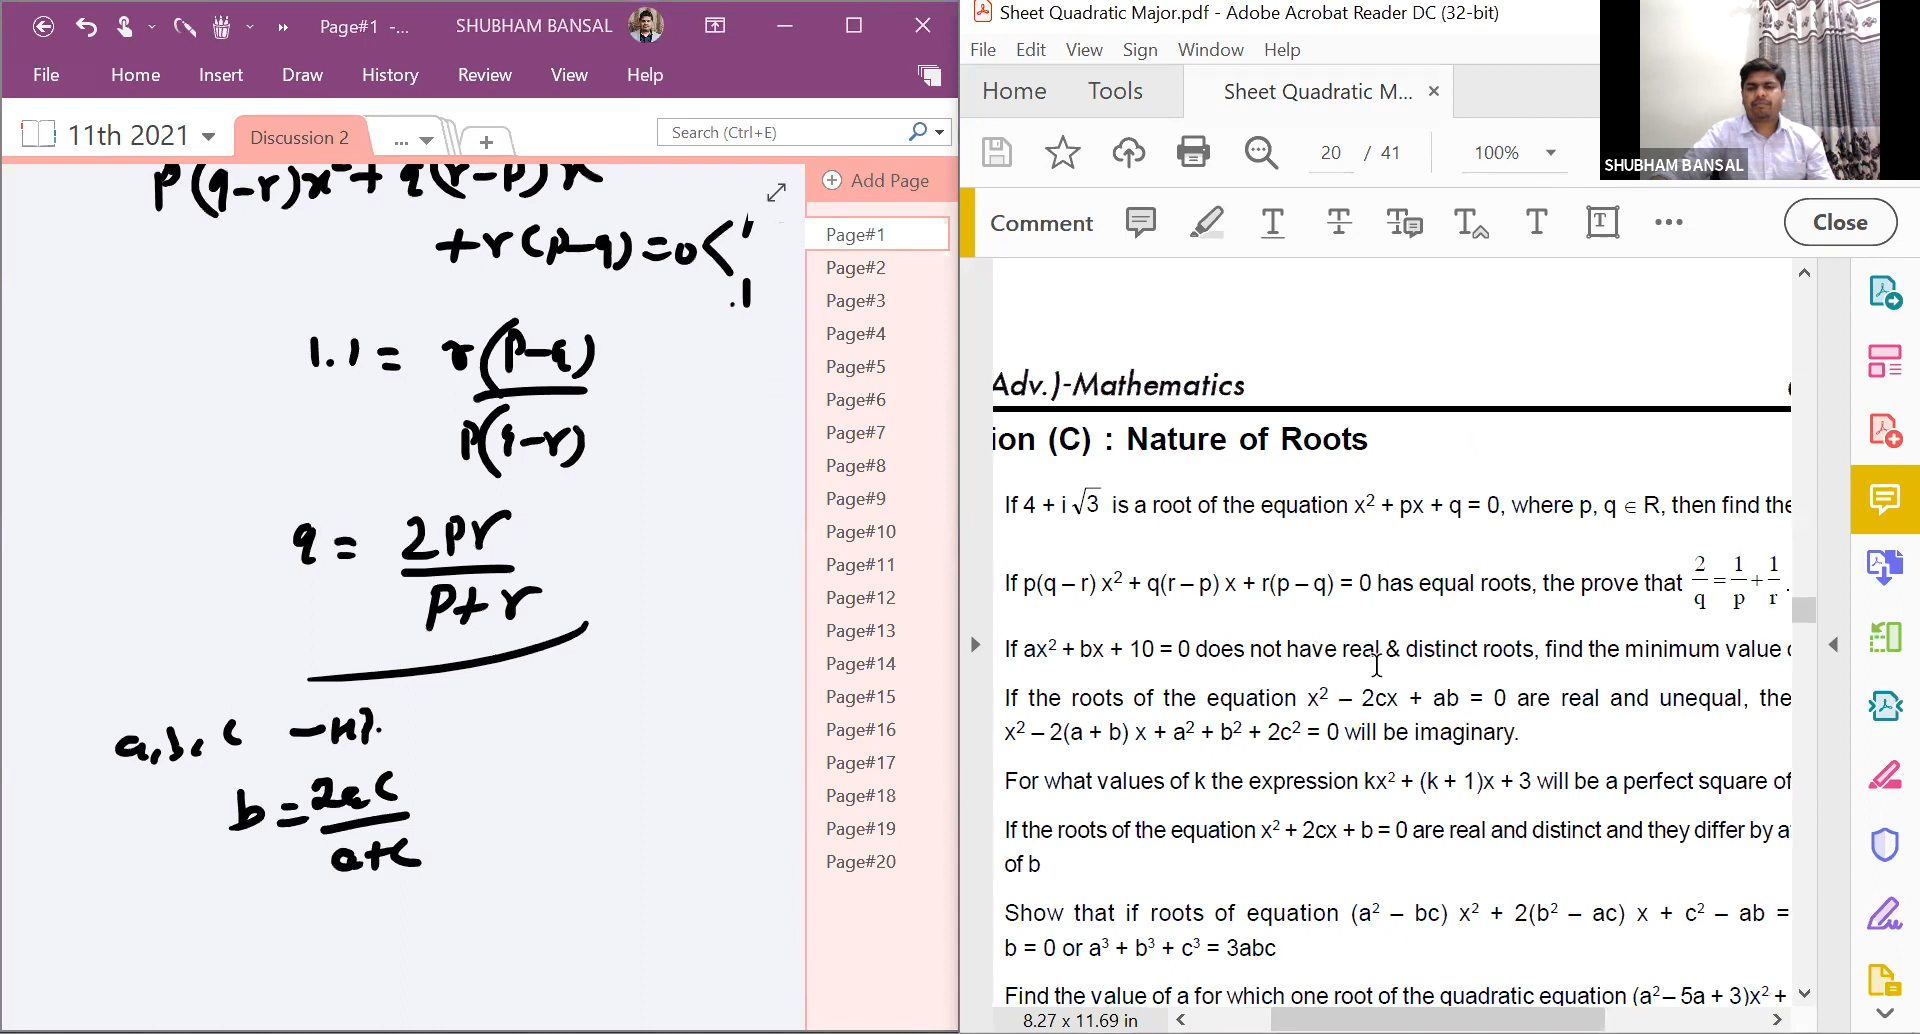 Page#1 -...
SHUBHAM BANSAL
File Home Insert Draw History Review View Help
11th 2021
Discussion 2
...
Search (Ctrl+E)
Add Page
Page#1
Page#2
Page#3
Page#4
Page#5
Page#6
Page#7
Page#8
Page#9
Page#10
Page#11
Page#12
Page#13
Page#14
Page#15
Page#16
Page#17
Page#18
Page#19
Page#20
p(q-r)x²+ q(r-p)x
+r(p-q)=0< 1
1
1.1 = r(p-q)
p(q-r)
q = 2pr
p+r
a, b, c - HP.
b = 2ac
a+c
Sheet Quadratic Major.pdf - Adobe Acrobat Reader DC (32-bit)
File Edit View Sign Window Help
Home Tools Sheet Quadratic M... ×
20 / 41 100%
SHUBHAM BANSAL
Comment
Close
Adv.)-Mathematics
ion (C) : Nature of Roots
If 4 + i√3 is a root of the equation x² + px + q = 0, where p, q ∈ R, then find the
If p(q – r) x² + q(r – p) x + r(p – q) = 0 has equal roots, the prove that 2/q = 1/p + 1/r .
If ax² + bx + 10 = 0 does not have real & distinct roots, find the minimum value
If the roots of the equation x² – 2cx + ab = 0 are real and unequal, the
x² – 2(a + b) x + a² + b² + 2c² = 0 will be imaginary.
For what values of k the expression kx² + (k + 1)x + 3 will be a perfect square of
If the roots of the equation x² + 2cx + b = 0 are real and distinct and they differ by a
of b
Show that if roots of equation (a² – bc) x² + 2(b² – ac) x + c² – ab =
b = 0 or a³ + b³ + c³ = 3abc
Find the value of a for which one root of the quadratic equation (a² – 5a + 3)x² +
8.27 x 11.69 in